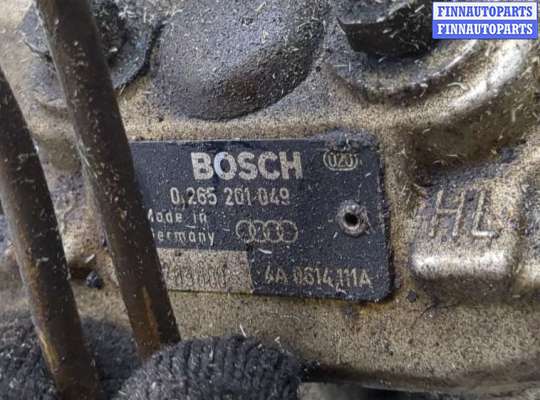 FINNAUTOPARTS
FINNAUTOPARTS
BOSCH
0 265 201 049
Made in
Germany
4A 0614 111A
HL